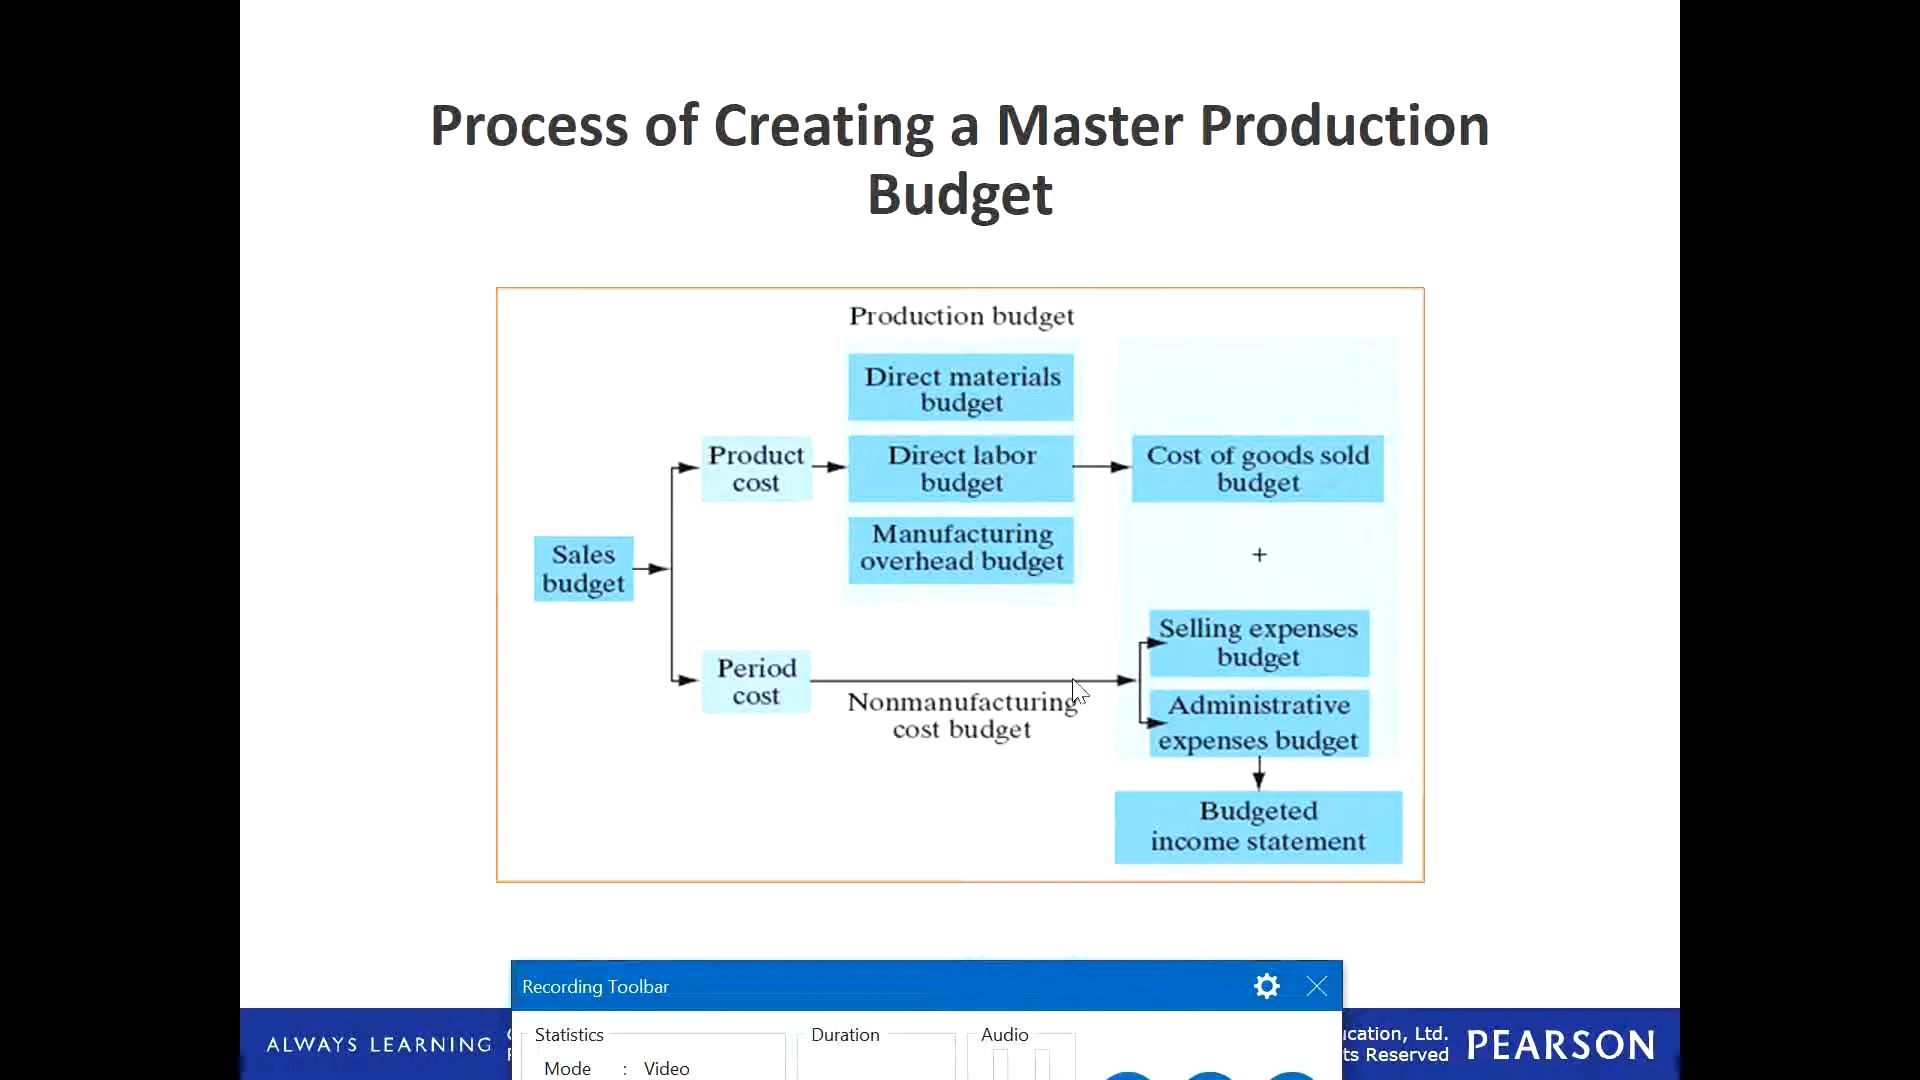 Process of Creating a Master Production
Budget
Production budget
Direct materials
budget
Product
cost
Direct labor
budget
Cost of goods sold
budget
Manufacturing
overhead budget
+
Sales
budget
Selling expenses
budget
Period
cost
Nonmanufacturing
cost budget
Administrative
expenses budget
Budgeted
income statement
Recording Toolbar
Statistics
Mode : Video
Duration
Audio
ALWAYS LEARNING
Ltd.
Reserved
PEARSON